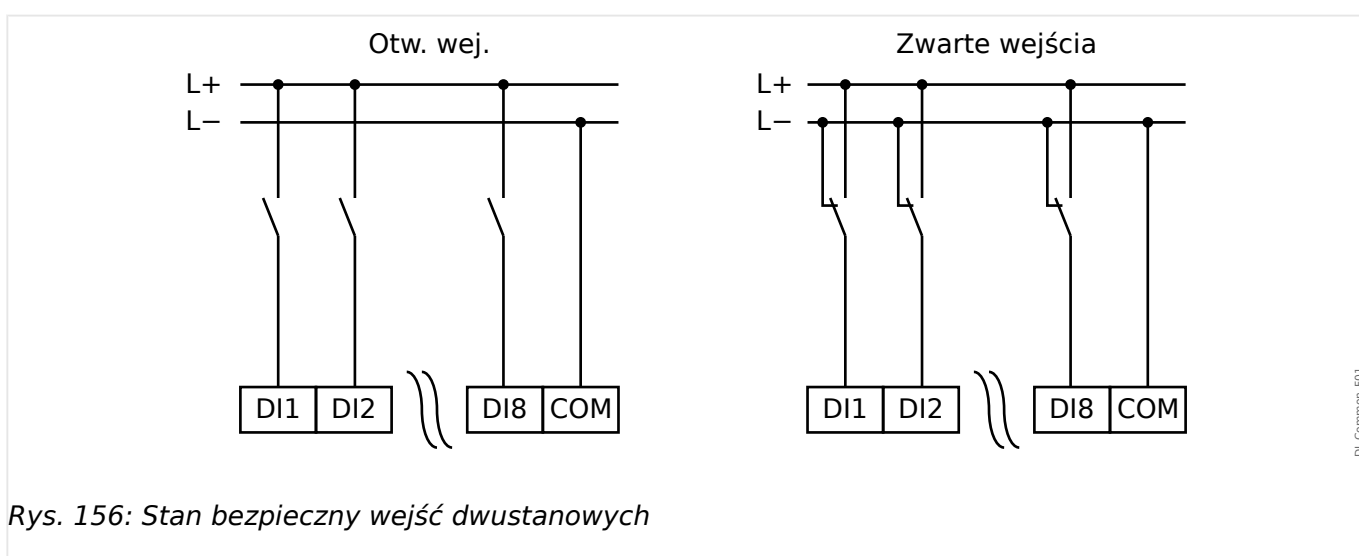 Otw. wej.
L+
L−
DI1 DI2 DI8 COM
Zwarte wejścia
L+
L−
DI1 DI2 DI8 COM
Rys. 156: Stan bezpieczny wejść dwustanowych